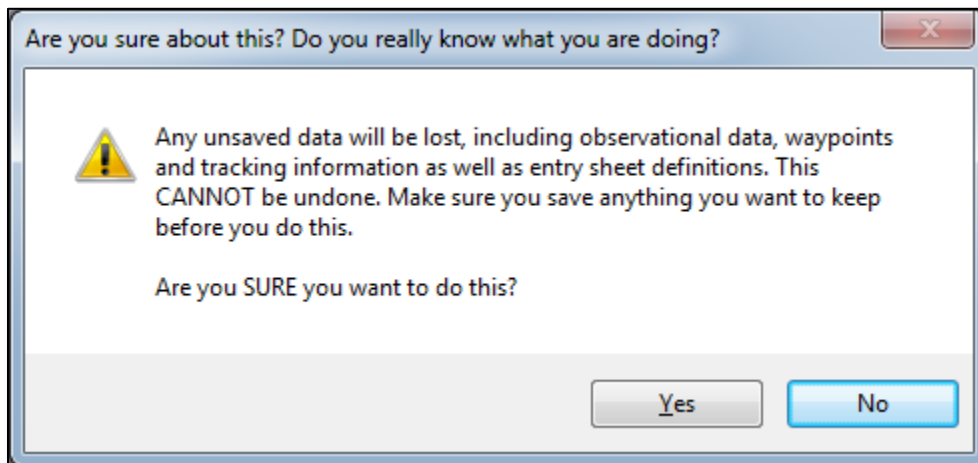 Are you sure about this? Do you really know what you are doing?
Any unsaved data will be lost, including observational data, waypoints
and tracking information as well as entry sheet definitions. This
CANNOT be undone. Make sure you save anything you want to keep
before you do this.
Are you SURE you want to do this?
Yes
No